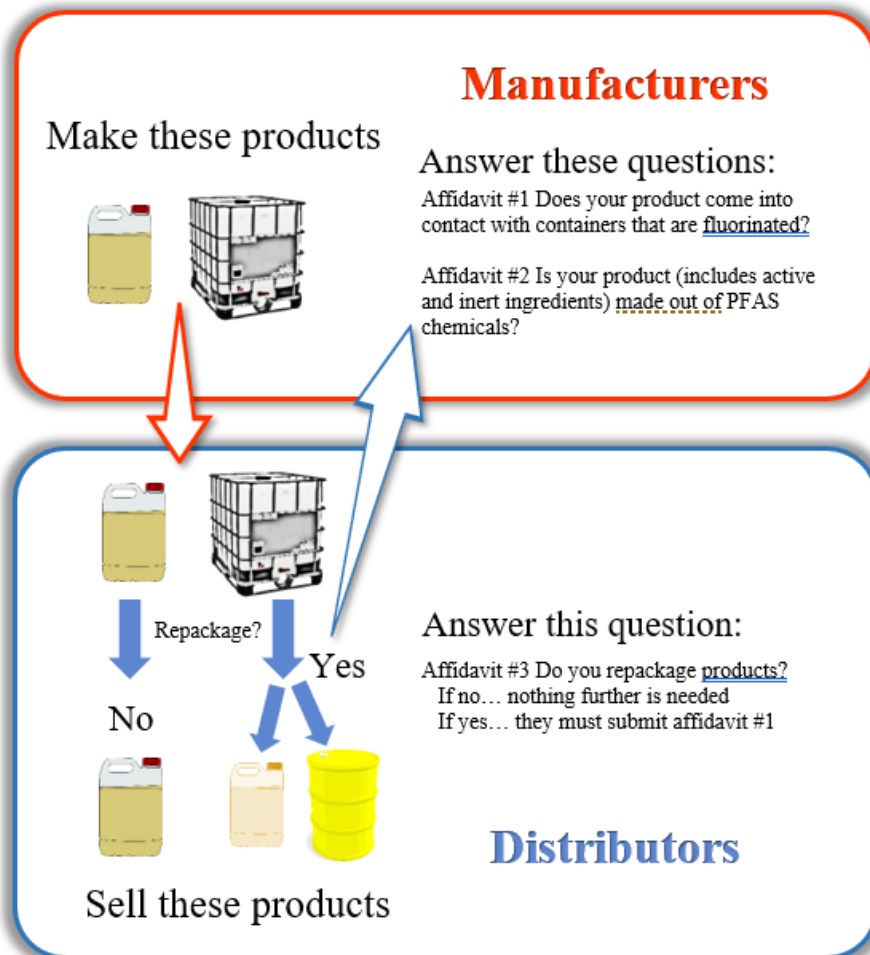 Manufacturers
Make these products
Answer these questions:
Affidavit #1 Does your product come into
contact with containers that are fluorinated?
Affidavit #2 Is your product (includes active
and inert ingredients) made out of PFAS
chemicals?
Repackage?
Yes
No
Answer this question:
Affidavit #3 Do you repackage products?
If no… nothing further is needed
If yes… they must submit affidavit #1
Distributors
Sell these products